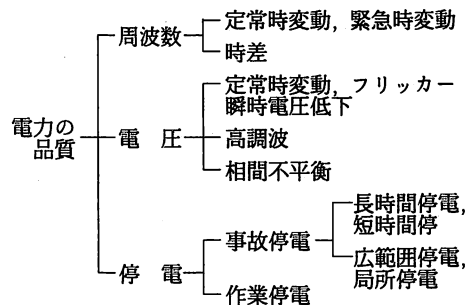 定常時変動，緊急時変動
周波数
時差
定常時変動，フリッカー
瞬時電圧低下
電力の
品質
電　圧
高調波
相間不平衡
長時間停電，
短時間停
事故停電
広範囲停電，
局所停電
停　電
作業停電